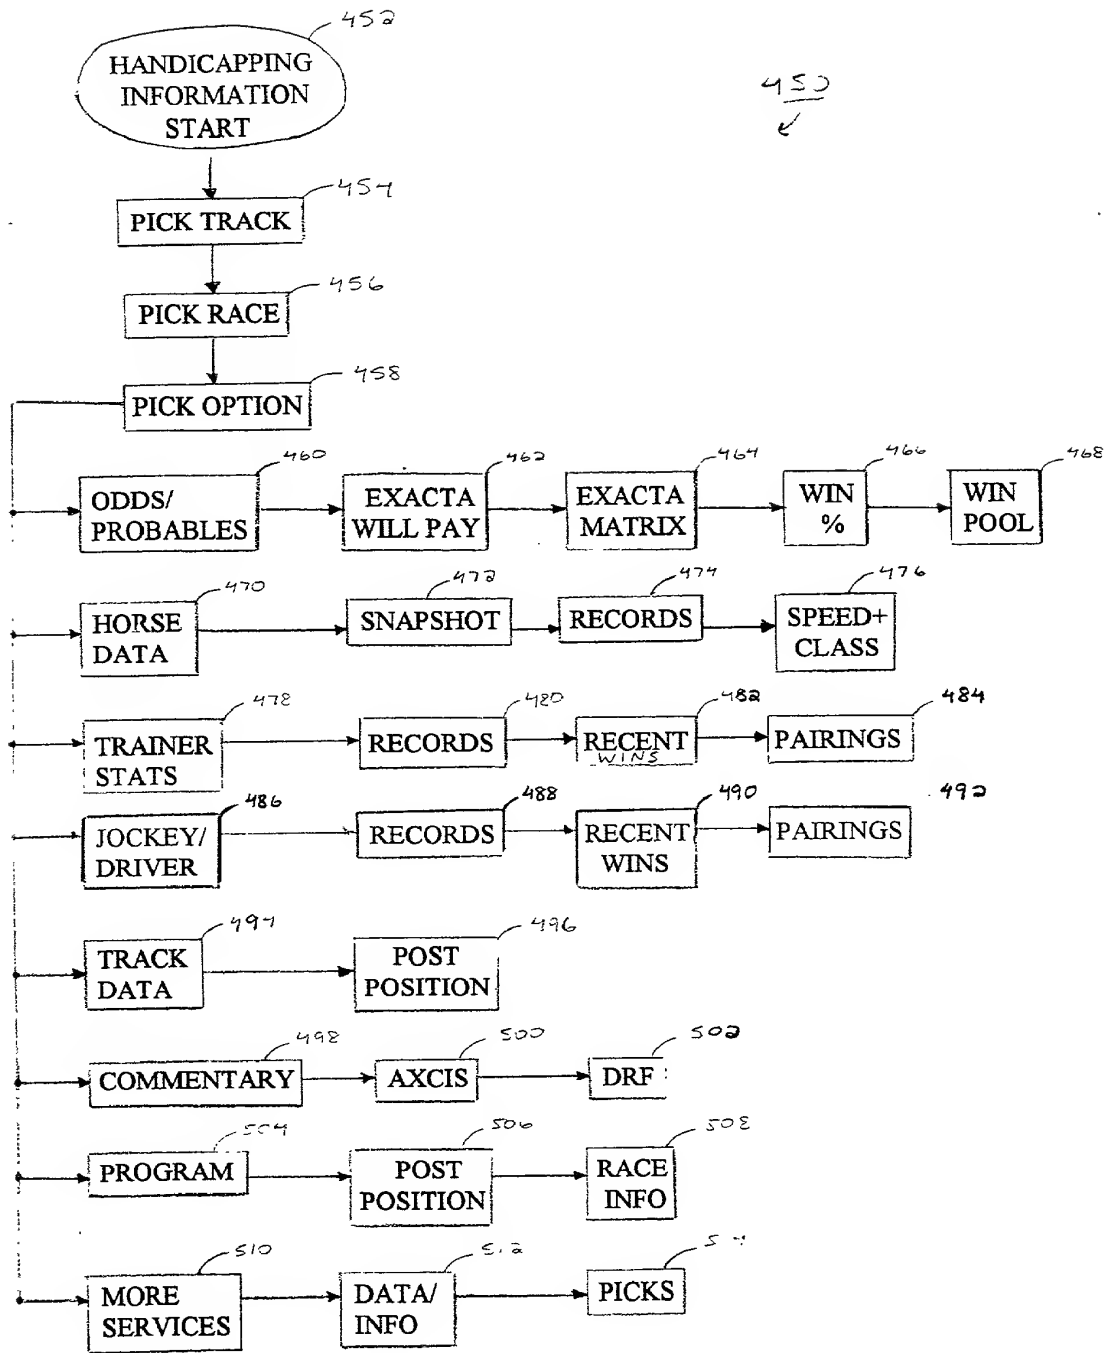 452
HANDICAPPING
INFORMATION
START
450
454
PICK TRACK
456
PICK RACE
458
PICK OPTION
460
462
464
466
468
ODDS/
PROBABLES
EXACTA
WILL PAY
EXACTA
MATRIX
WIN
%
WIN
POOL
470
472
474
476
HORSE
DATA
SNAPSHOT
RECORDS
SPEED+
CLASS
478
480
482
484
TRAINER
STATS
RECORDS
RECENT
WINS
PAIRINGS
486
488
490
492
JOCKEY/
DRIVER
RECORDS
RECENT
WINS
PAIRINGS
494
496
TRACK
DATA
POST
POSITION
498
500
502
COMMENTARY
AXCIS
DRF
504
506
508
PROGRAM
POST
POSITION
RACE
INFO
510
512
MORE
SERVICES
DATA/
INFO
PICKS